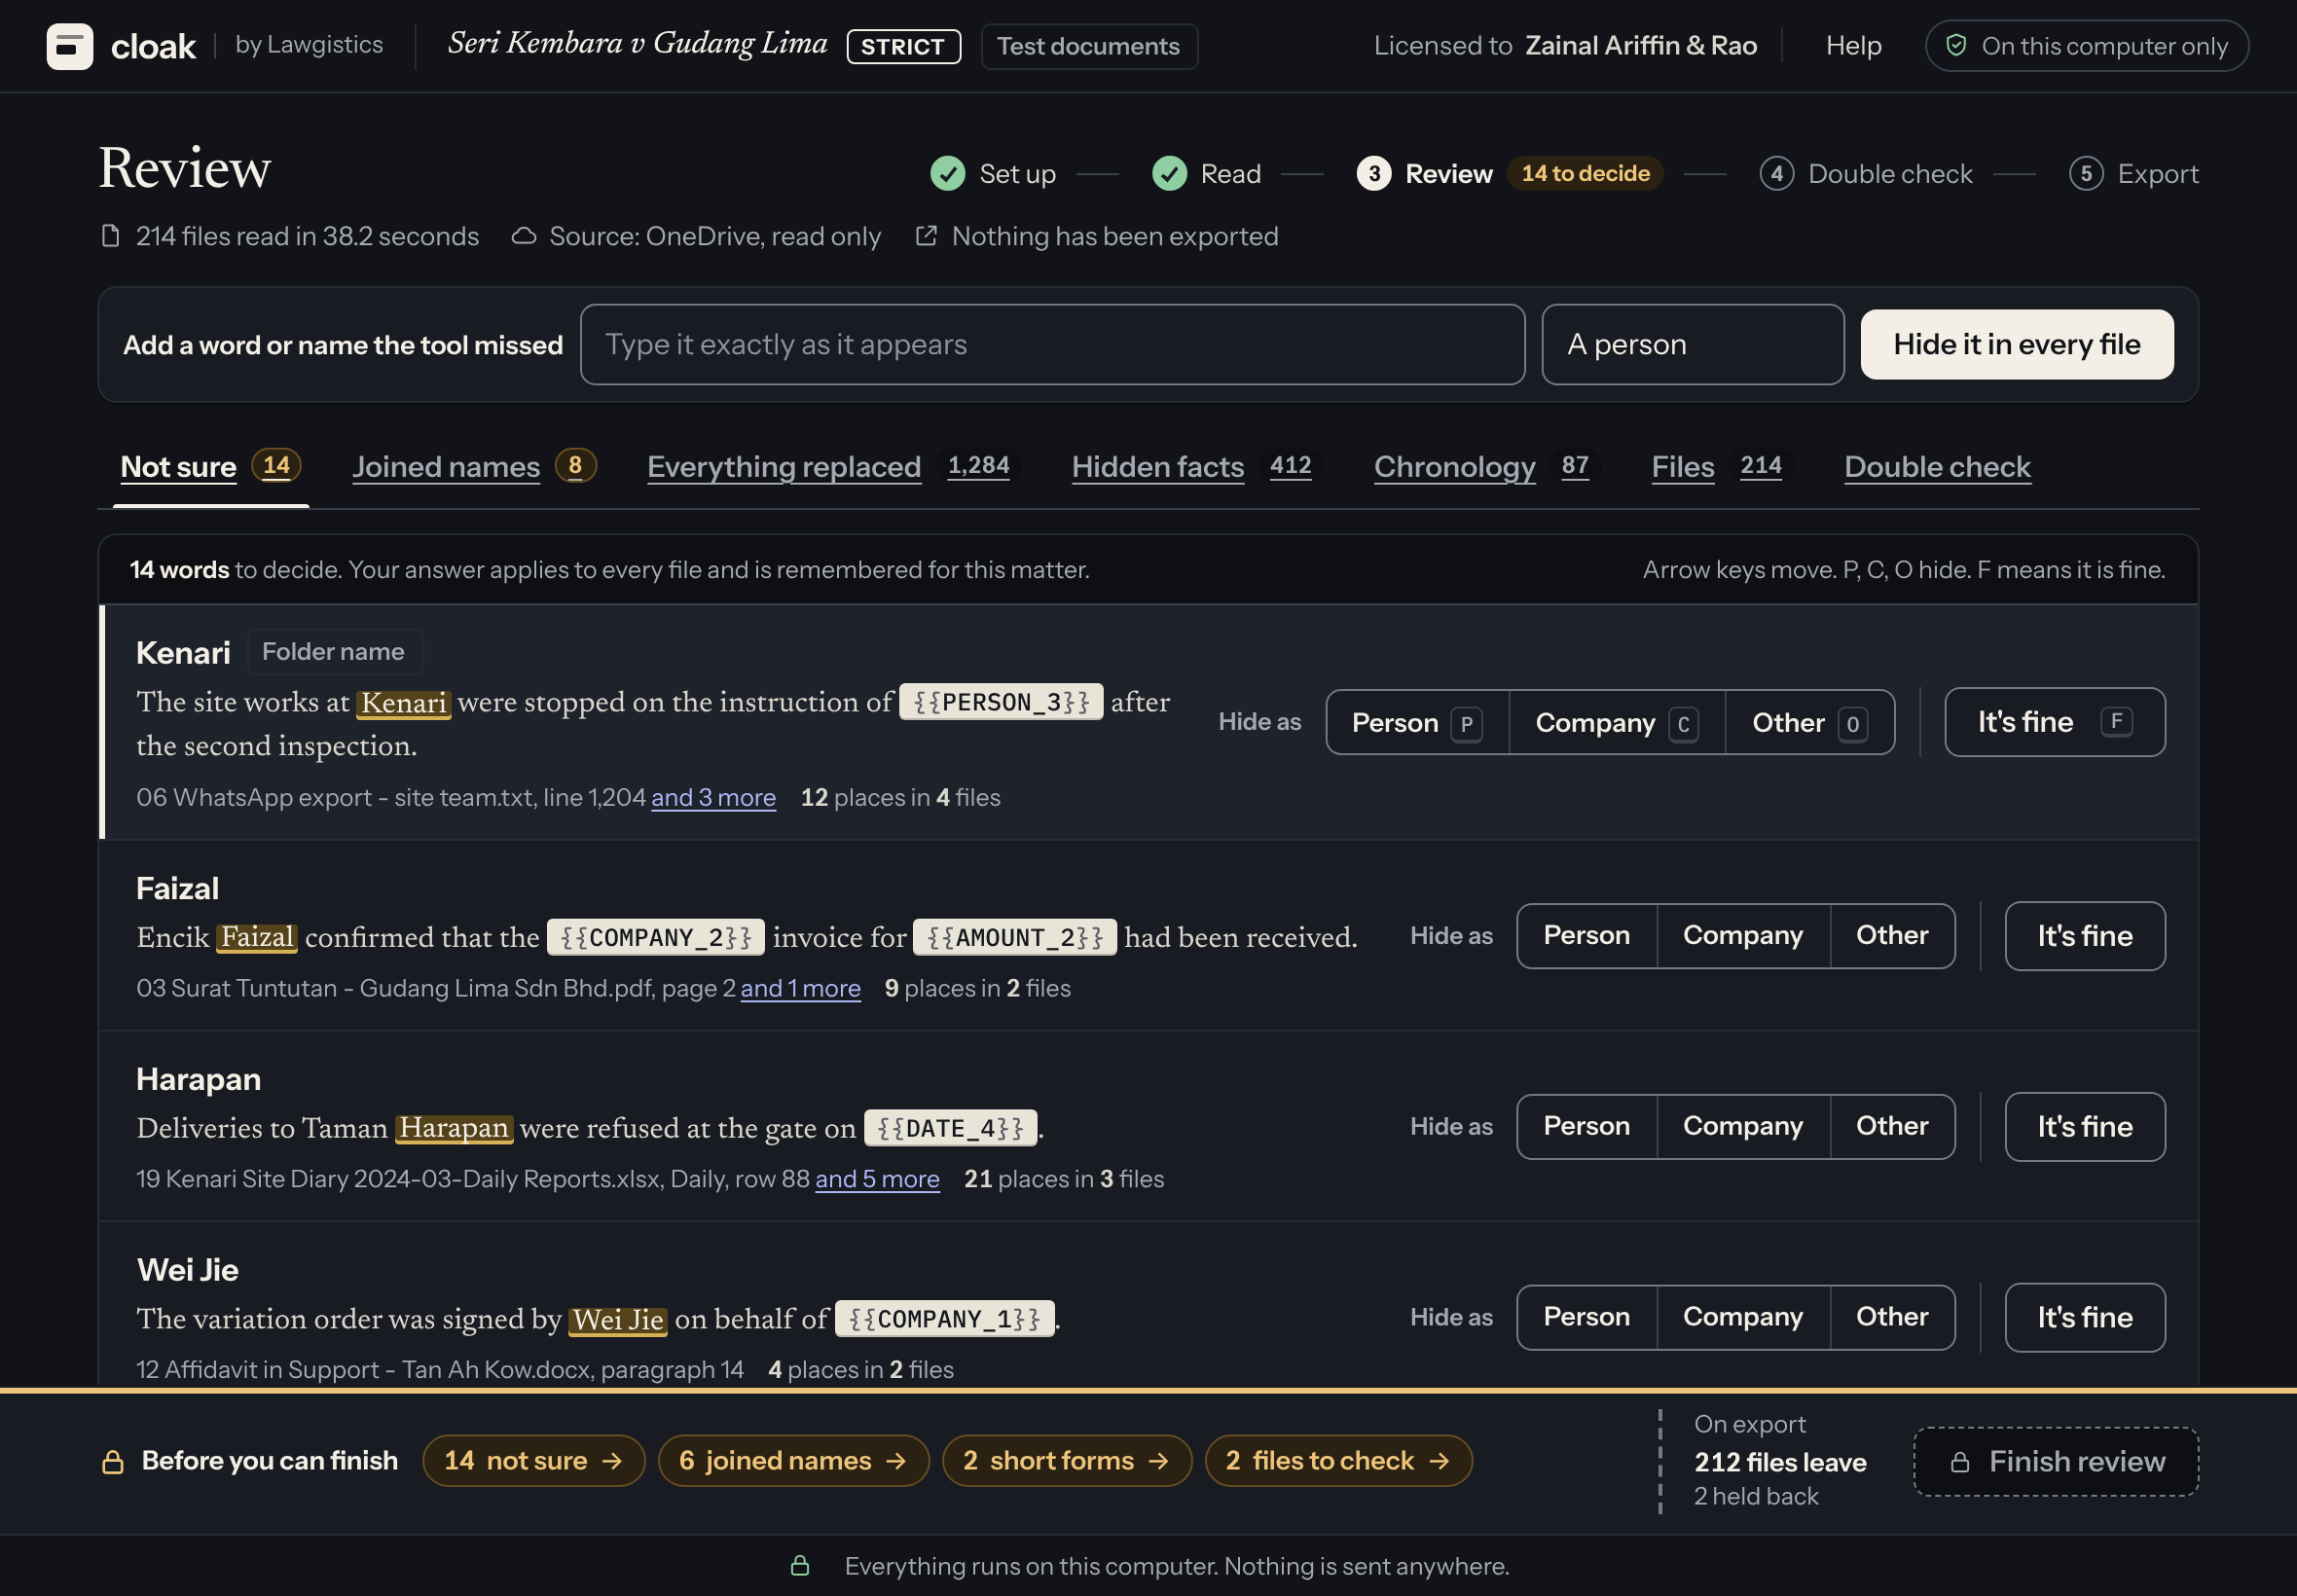 cloak by Lawgistics Seri Kembara v Gudang Lima STRICT Test documents Licensed to Zainal Ariffin & Rao Help On this computer only
Review
Set up Read 3 Review 14 to decide 4 Double check 5 Export
214 files read in 38.2 seconds Source: OneDrive, read only Nothing has been exported
Add a word or name the tool missed Type it exactly as it appears A person Hide it in every file
Not sure 14 Joined names 8 Everything replaced 1,284 Hidden facts 412 Chronology 87 Files 214 Double check
14 words to decide. Your answer applies to every file and is remembered for this matter. Arrow keys move. P, C, O hide. F means it is fine.
Kenari Folder name
The site works at Kenari were stopped on the instruction of {{PERSON_3}} after
the second inspection.
Hide as Person P Company C Other O It's fine F
06 WhatsApp export - site team.txt, line 1,204 and 3 more 12 places in 4 files
Faizal
Encik Faizal confirmed that the {{COMPANY_2}} invoice for {{AMOUNT_2}} had been received.
Hide as Person Company Other It's fine
03 Surat Tuntutan - Gudang Lima Sdn Bhd.pdf, page 2 and 1 more 9 places in 2 files
Harapan
Deliveries to Taman Harapan were refused at the gate on {{DATE_4}}.
Hide as Person Company Other It's fine
19 Kenari Site Diary 2024-03-Daily Reports.xlsx, Daily, row 88 and 5 more 21 places in 3 files
Wei Jie
The variation order was signed by Wei Jie on behalf of {{COMPANY_1}}.
Hide as Person Company Other It's fine
12 Affidavit in Support - Tan Ah Kow.docx, paragraph 14 4 places in 2 files
Before you can finish 14 not sure → 6 joined names → 2 short forms → 2 files to check →
On export
212 files leave
2 held back
Finish review
Everything runs on this computer. Nothing is sent anywhere.